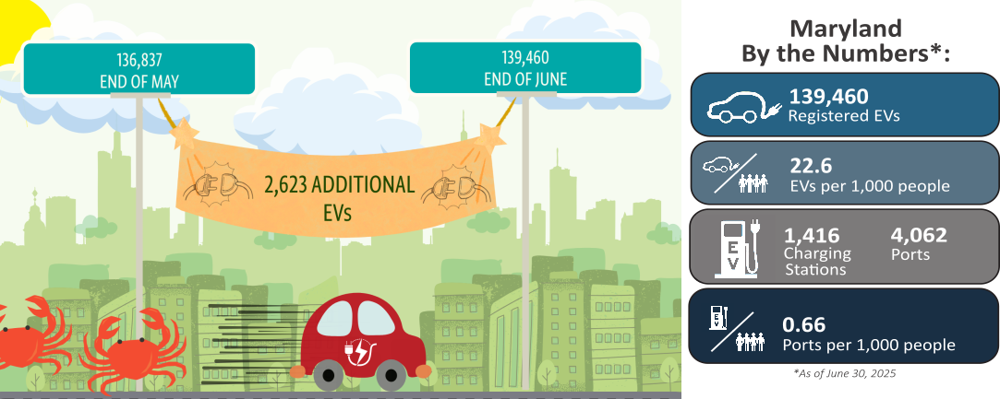 136,837
END OF MAY
139,460
END OF JUNE
2,623 ADDITIONAL
EVs
Maryland
By the Numbers*:
139,460
Registered EVs
22.6
EVs per 1,000 people
EV
1,416
Charging
Stations
4,062
Ports
EV
0.66
Ports per 1,000 people
*As of June 30, 2025